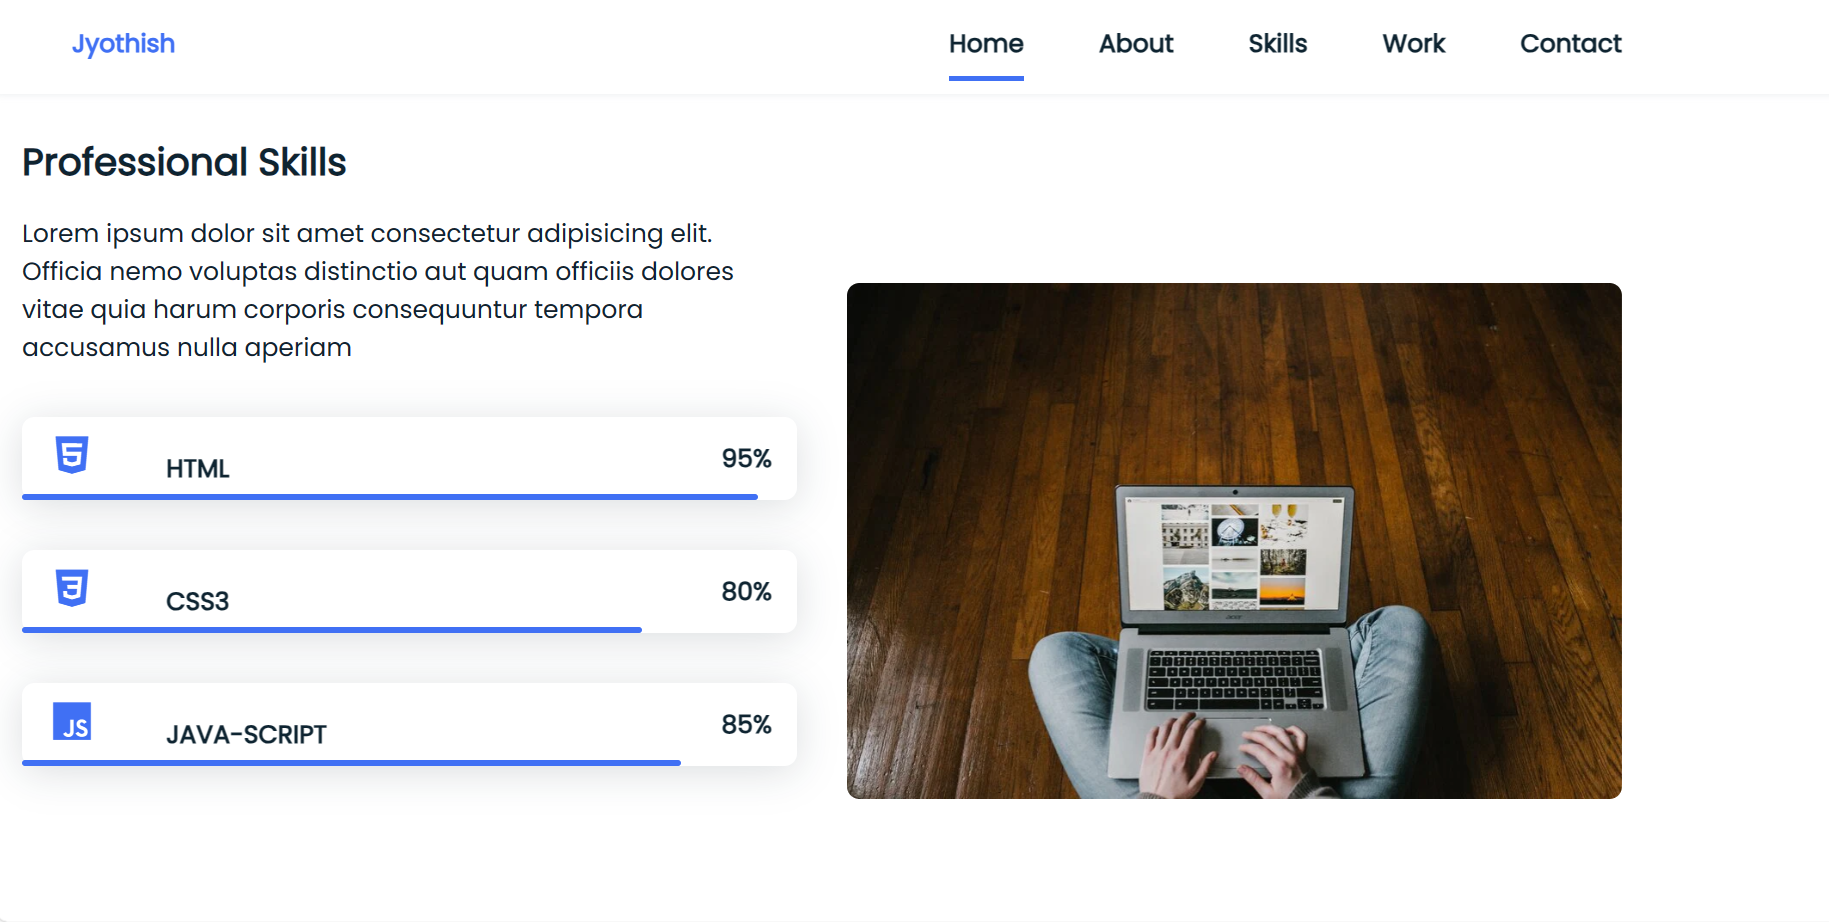 Jyothish
Home About Skills Work Contact
Professional Skills
Lorem ipsum dolor sit amet consectetur adipisicing elit.
Officia nemo voluptas distinctio aut quam officiis dolores
vitae quia harum corporis consequuntur tempora
accusamus nulla aperiam
HTML 95%
CSS3 80%
JS JAVA-SCRIPT 85%
acer